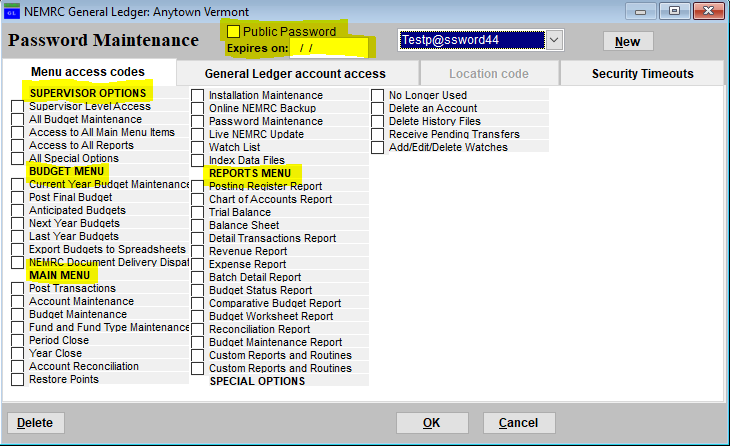 GL NEMRC General Ledger: Anytown Vermont
Password Maintenance
Public Password
Expires on: / /
Testp@ssword44
New
Menu access codes
General Ledger account access
Location code
Security Timeouts
SUPERVISOR OPTIONS
Supervisor Level Access
All Budget Maintenance
Access to All Main Menu Items
Access to All Reports
All Special Options
BUDGET MENU
Current Year Budget Maintenance
Post Final Budget
Anticipated Budgets
Next Year Budgets
Last Year Budgets
Export Budgets to Spreadsheets
NEMRC Document Delivery Dispat
MAIN MENU
Post Transactions
Account Maintenance
Budget Maintenance
Fund and Fund Type Maintenance
Period Close
Year Close
Account Reconciliation
Restore Points
Installation Maintenance
Online NEMRC Backup
Password Maintenance
Live NEMRC Update
Watch List
Index Data Files
REPORTS MENU
Posting Register Report
Chart of Accounts Report
Trial Balance
Balance Sheet
Detail Transactions Report
Revenue Report
Expense Report
Batch Detail Report
Budget Status Report
Comparative Budget Report
Budget Worksheet Report
Reconciliation Report
Budget Maintenance Report
Custom Reports and Routines
Custom Reports and Routines
SPECIAL OPTIONS
No Longer Used
Delete an Account
Delete History Files
Receive Pending Transfers
Add/Edit/Delete Watches
Delete
OK
Cancel